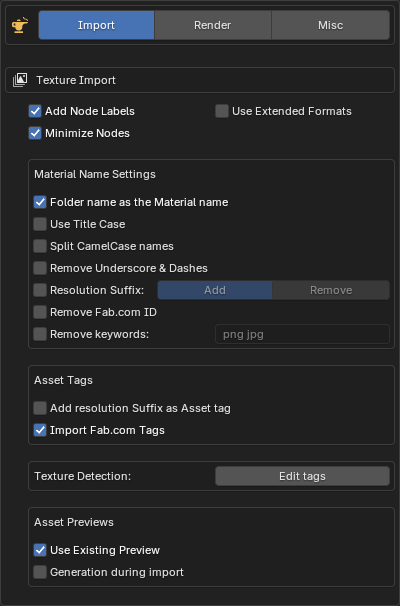 Import Render Misc
Texture Import
Add Node Labels Use Extended Formats
Minimize Nodes
Material Name Settings
Folder name as the Material name
Use Title Case
Split CamelCase names
Remove Underscore & Dashes
Resolution Suffix: Add Remove
Remove Fab.com ID
Remove keywords: png jpg
Asset Tags
Add resolution Suffix as Asset tag
Import Fab.com Tags
Texture Detection: Edit tags
Asset Previews
Use Existing Preview
Generation during import